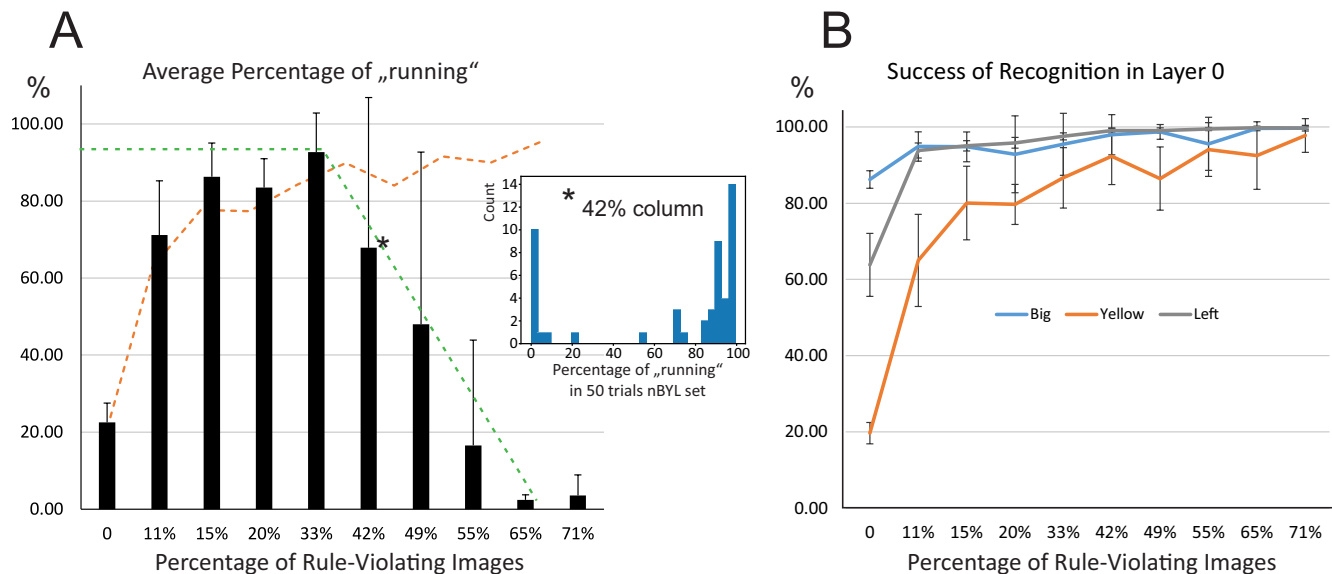 A
Average Percentage of „running“
%
100.00
80.00
60.00
40.00
20.00
0.00
0 11% 15% 20% 33% 42% 49% 55% 65% 71%
Percentage of Rule-Violating Images
*
* 42% column
Count
14
12
10
8
6
4
2
0
0 20 40 60 80 100
Percentage of „running“
in 50 trials nBYL set
B
Success of Recognition in Layer 0
%
100.00
80.00
60.00
40.00
20.00
0.00
Big Yellow Left
0 11% 15% 20% 33% 42% 49% 55% 65% 71%
Percentage of Rule-Violating Images